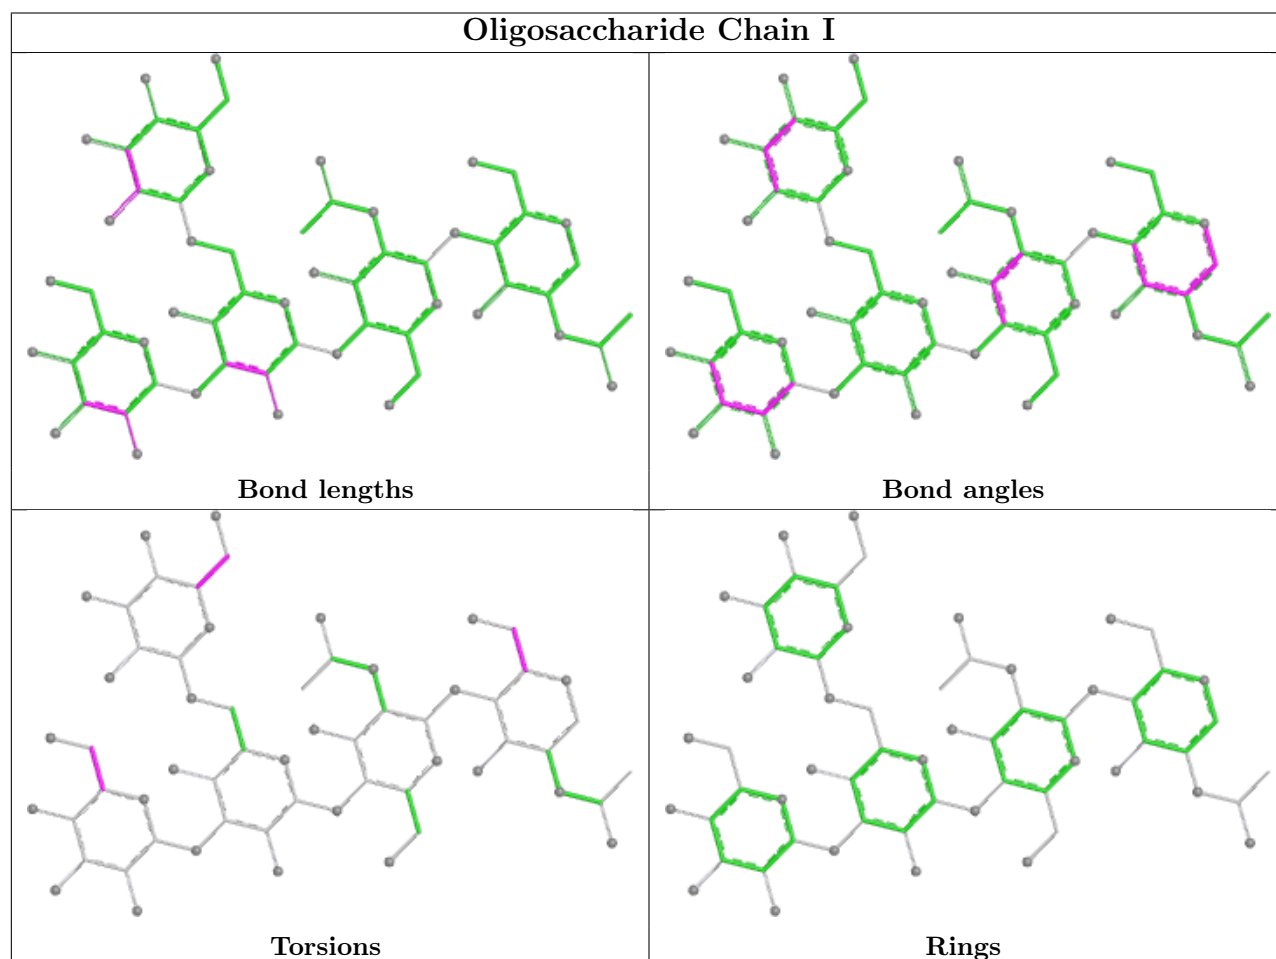 Oligosaccharide Chain I
Bond lengths
Bond angles
Torsions
Rings